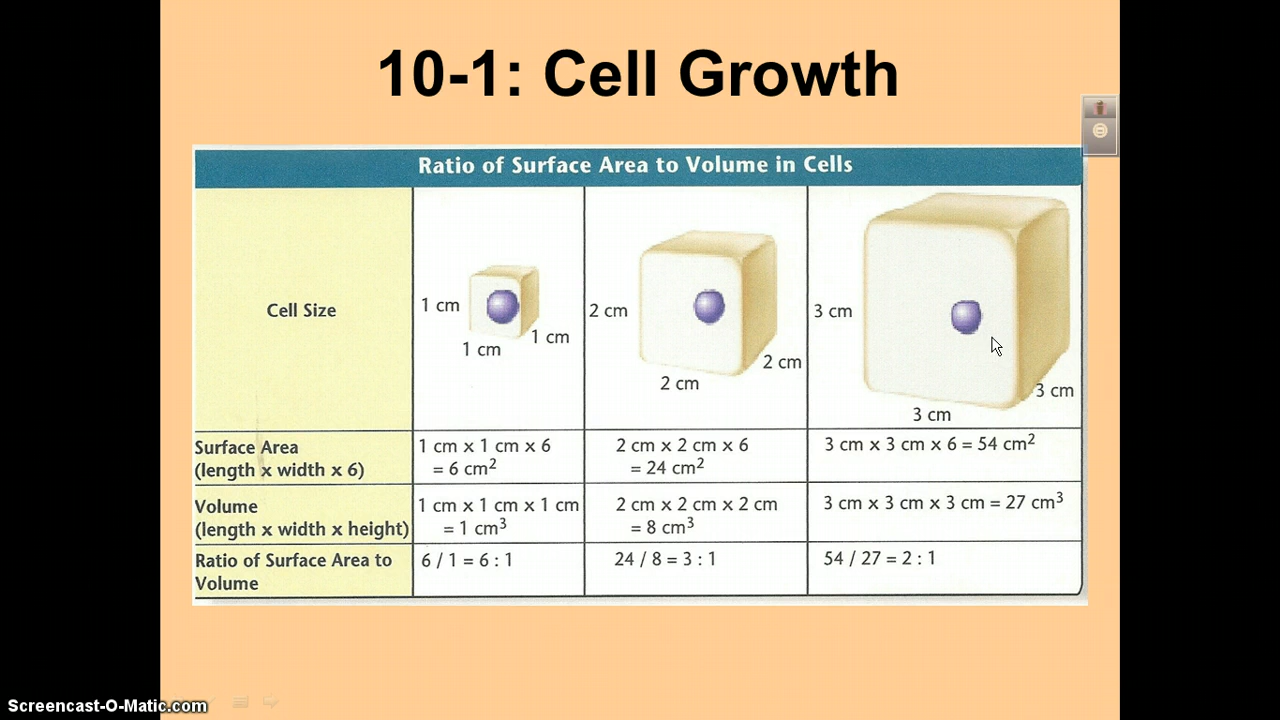 10-1: Cell Growth
Ratio of Surface Area to Volume in Cells
Cell Size
1 cm
1 cm
1 cm
2 cm
2 cm
2 cm
3 cm
3 cm
3 cm
Surface Area
(length x width x 6)
1 cm x 1 cm x 6
= 6 cm²
2 cm x 2 cm x 6
= 24 cm²
3 cm x 3 cm x 6 = 54 cm²
Volume
(length x width x height)
1 cm x 1 cm x 1 cm
= 1 cm³
2 cm x 2 cm x 2 cm
= 8 cm³
3 cm x 3 cm x 3 cm = 27 cm³
Ratio of Surface Area to
Volume
6 / 1 = 6 : 1
24 / 8 = 3 : 1
54 / 27 = 2 : 1
Screencast-O-Matic.com